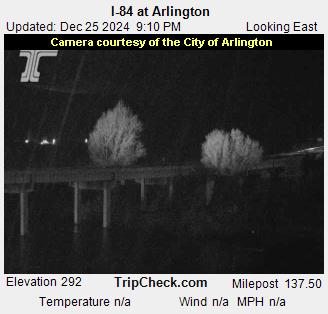 I-84 at Arlington
Updated: Dec 25 2024 9:10 PM Looking East
Camera courtesy of the City of Arlington
Elevation 292 TripCheck.com Milepost 137.50
Temperature n/a Wind n/a MPH n/a